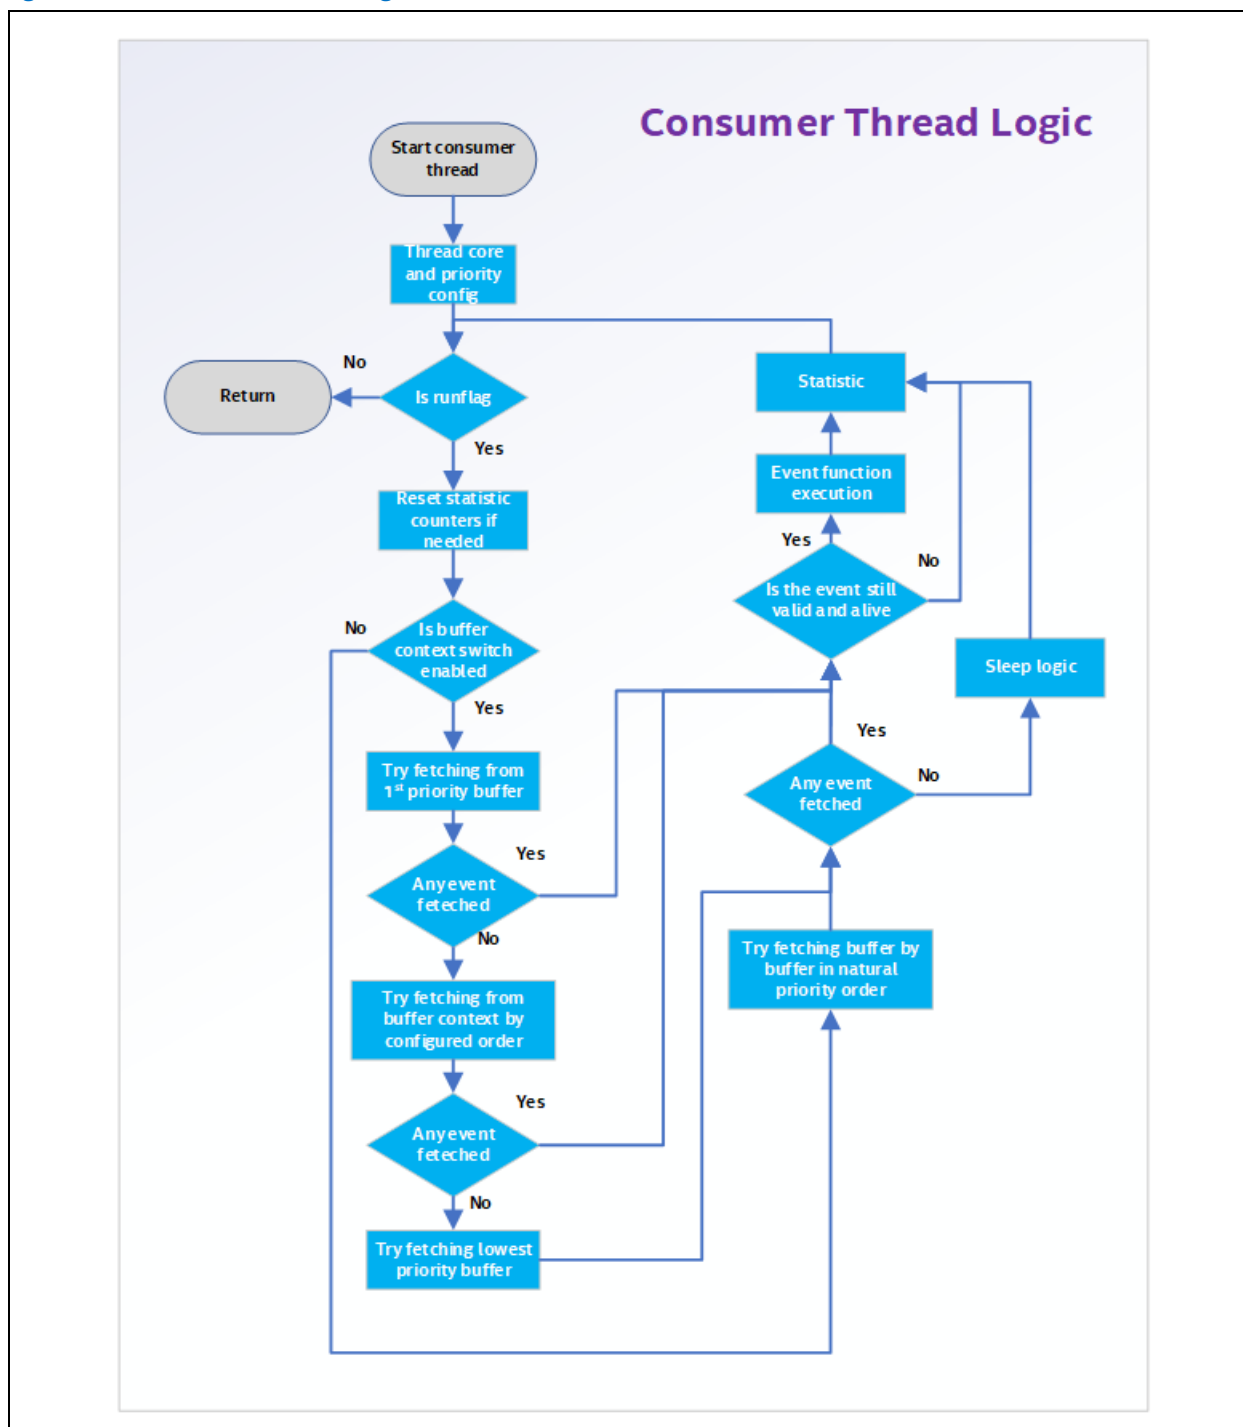 Consumer Thread Logic
Start consumer
thread
Thread core
and priority
config
No
Return
Is runflag
Statistic
Yes
Event function
execution
Reset statistic
counters if
needed
Yes
No
Is the event still
valid and alive
No
Is buffer
context switch
enabled
Sleep logic
Yes
Yes
Try fetching from
1st priority buffer
No
Any event
fetched
Yes
Any event
feteched
No
Try fetching buffer by
buffer in natural
priority order
Try fetching from
buffer context by
configured order
Yes
Any event
feteched
No
Try fetching lowest
priority buffer